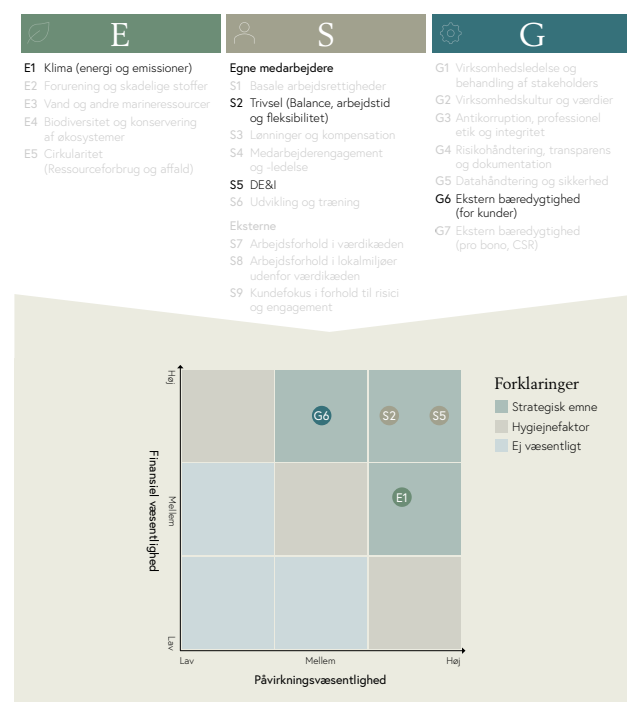 E
E1 Klima (energi og emissioner)
E2 Forurening og skadelige stoffer
E3 Vand og andre marineressourcer
E4 Biodiversitet og konservering
af økosystemer
E5 Cirkularitet
(Ressourceforbrug og affald)
S
Egne medarbejdere
S1 Basale arbejdsrettigheder
S2 Trivsel (Balance, arbejdstid
og fleksibilitet)
S3 Lønninger og kompensation
S4 Medarbejderengagement
og -ledelse
S5 DE&I
S6 Udvikling og træning
Eksterne
S7 Arbejdsforhold i værdikæden
S8 Arbejdsforhold i lokalmiljøer
udenfor værdikæden
S9 Kundefokus i forhold til risici
og engagement
G
G1 Virksomhedsledelse og
behandling af stakeholders
G2 Virksomhedskultur og værdier
G3 Antikorruption, professionel
etik og integritet
G4 Risikohåndtering, transparens
og dokumentation
G5 Datahåndtering og sikkerhed
G6 Ekstern bæredygtighed
(for kunder)
G7 Ekstern bæredygtighed
(pro bono, CSR)
Finansiel væsentlighed
Høj
Mellem
Lav
G6
S2
S5
E1
Lav
Mellem
Høj
Påvirkningsvæsentlighed
Forklaringer
Strategisk emne
Hygiejnefaktor
Ej væsentligt